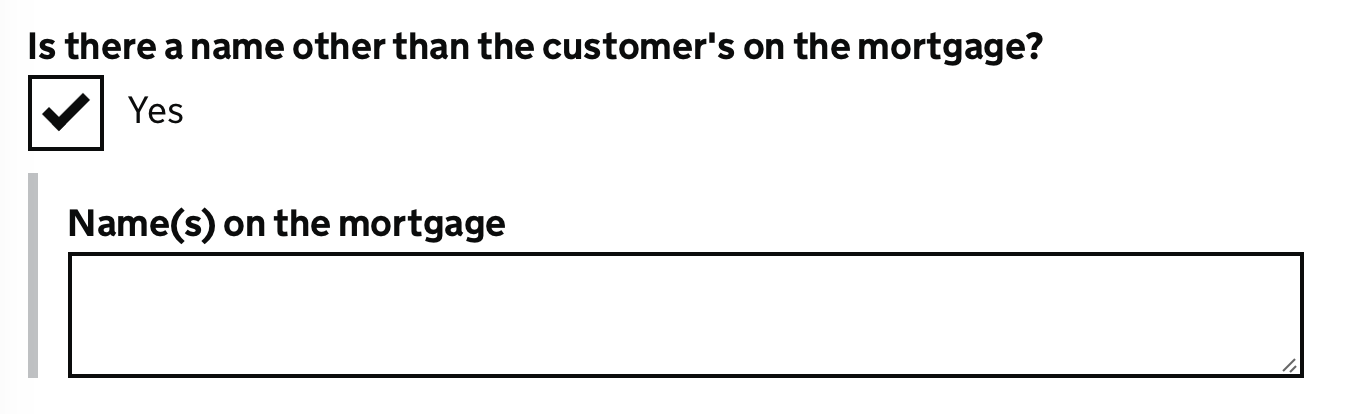 Is there a name other than the customer's on the mortgage?
Yes
Name(s) on the mortgage